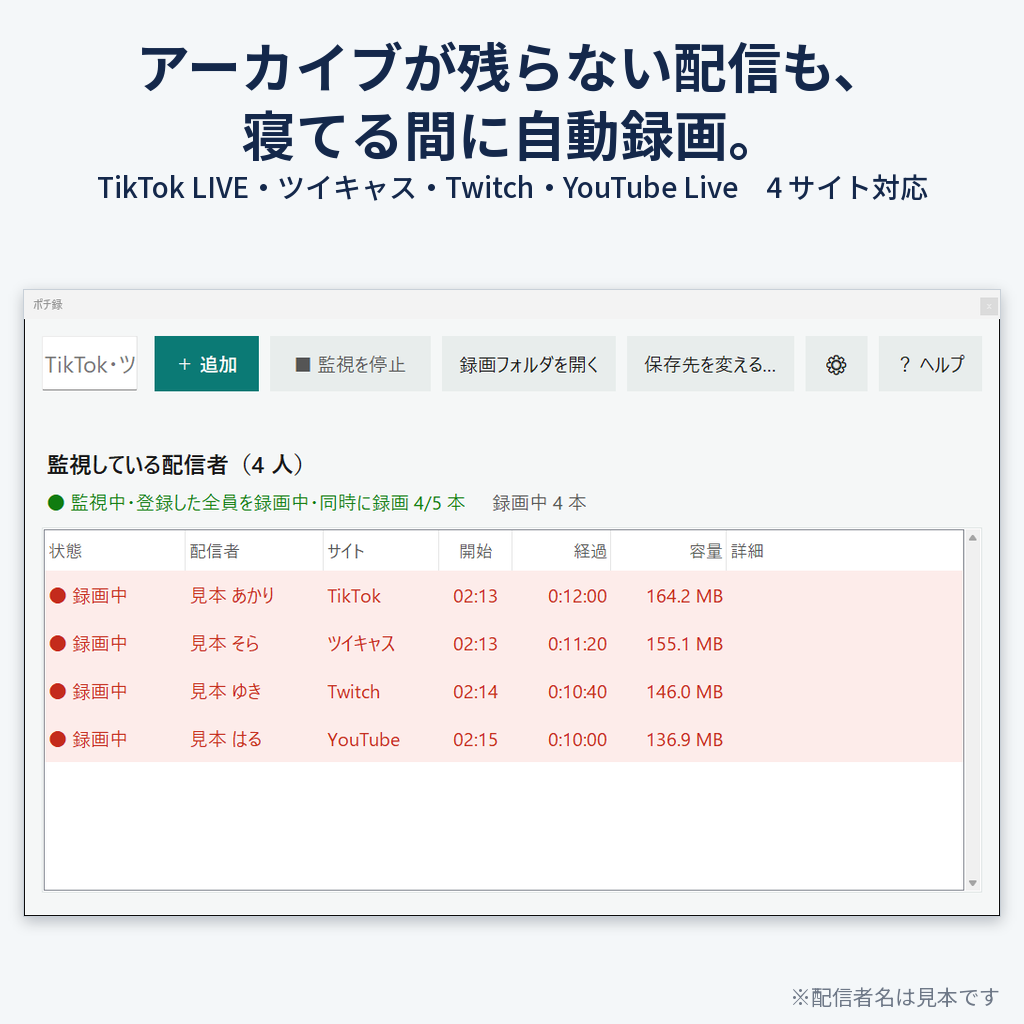 アーカイブが残らない配信も、
寝てる間に自動録画。
TikTok LIVE・ツイキャス・Twitch・YouTube Live　4サイト対応
ポチ録
x
TikTok・ツ
＋ 追加
■ 監視を停止
録画フォルダを開く
保存先を変える...
? ヘルプ
監視している配信者（4 人）
● 監視中・登録した全員を録画中・同時に録画 4/5 本 録画中 4 本
状態 配信者 サイト 開始 経過 容量 詳細
● 録画中 見本 あかり TikTok 02:13 0:12:00 164.2 MB
● 録画中 見本 そら ツイキャス 02:13 0:11:20 155.1 MB
● 録画中 見本 ゆき Twitch 02:14 0:10:40 146.0 MB
● 録画中 見本 はる YouTube 02:15 0:10:00 136.9 MB
※配信者名は見本です